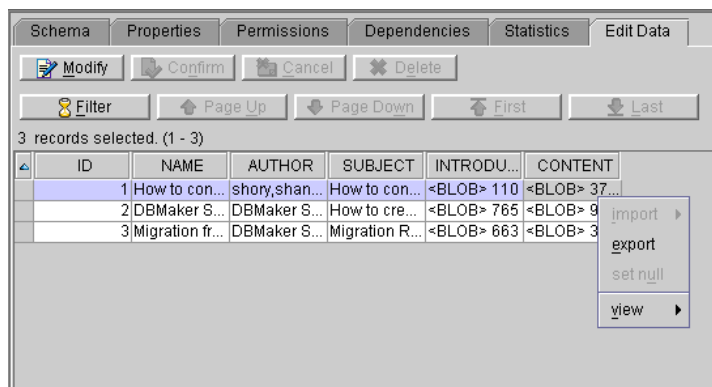 Schema Properties Permissions Dependencies Statistics Edit Data
Modify Confirm Cancel Delete
Filter Page Up Page Down First Last
3 records selected. (1 - 3)
ID NAME AUTHOR SUBJECT INTRODU... CONTENT
1 How to con... shory,shan... How to con... <BLOB> 110 <BLOB> 37...
2 DBMaker S... DBMaker S... How to cre... <BLOB> 765 <BLOB> 9
3 Migration fr... DBMaker S... Migration R... <BLOB> 663 <BLOB> 3
import
export
set null
view